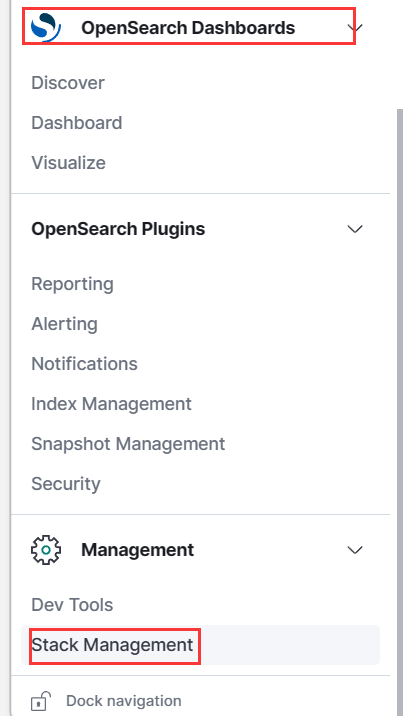 OpenSearch Dashboards
Discover
Dashboard
Visualize
OpenSearch Plugins
Reporting
Alerting
Notifications
Index Management
Snapshot Management
Security
Management
Dev Tools
Stack Management
Dock navigation